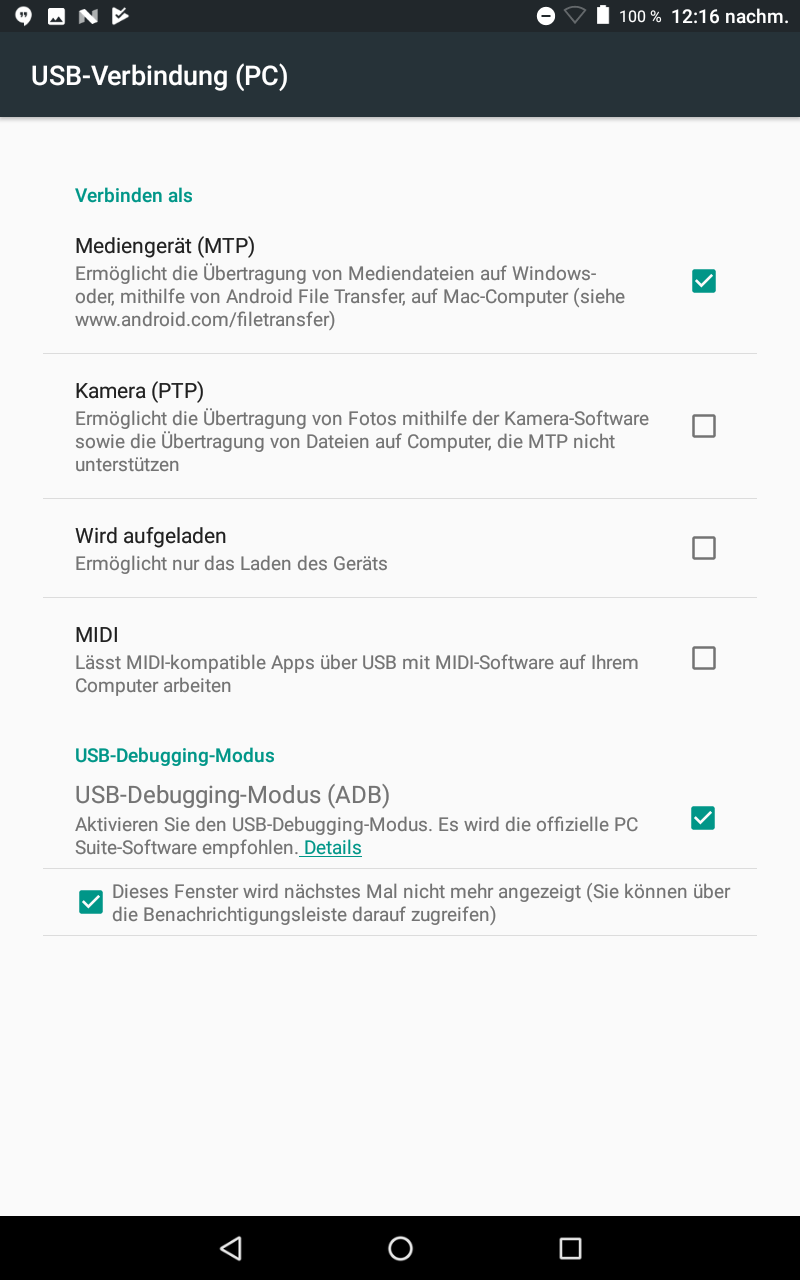 100 % 12:16 nachm.
USB-Verbindung (PC)
Verbinden als
Mediengerät (MTP)
Ermöglicht die Übertragung von Mediendateien auf Windows-
oder, mithilfe von Android File Transfer, auf Mac-Computer (siehe
www.android.com/filetransfer)
Kamera (PTP)
Ermöglicht die Übertragung von Fotos mithilfe der Kamera-Software
sowie die Übertragung von Dateien auf Computer, die MTP nicht
unterstützen
Wird aufgeladen
Ermöglicht nur das Laden des Geräts
MIDI
Lässt MIDI-kompatible Apps über USB mit MIDI-Software auf Ihrem
Computer arbeiten
USB-Debugging-Modus
USB-Debugging-Modus (ADB)
Aktivieren Sie den USB-Debugging-Modus. Es wird die offizielle PC
Suite-Software empfohlen. Details
Dieses Fenster wird nächstes Mal nicht mehr angezeigt (Sie können über
die Benachrichtigungsleiste darauf zugreifen)